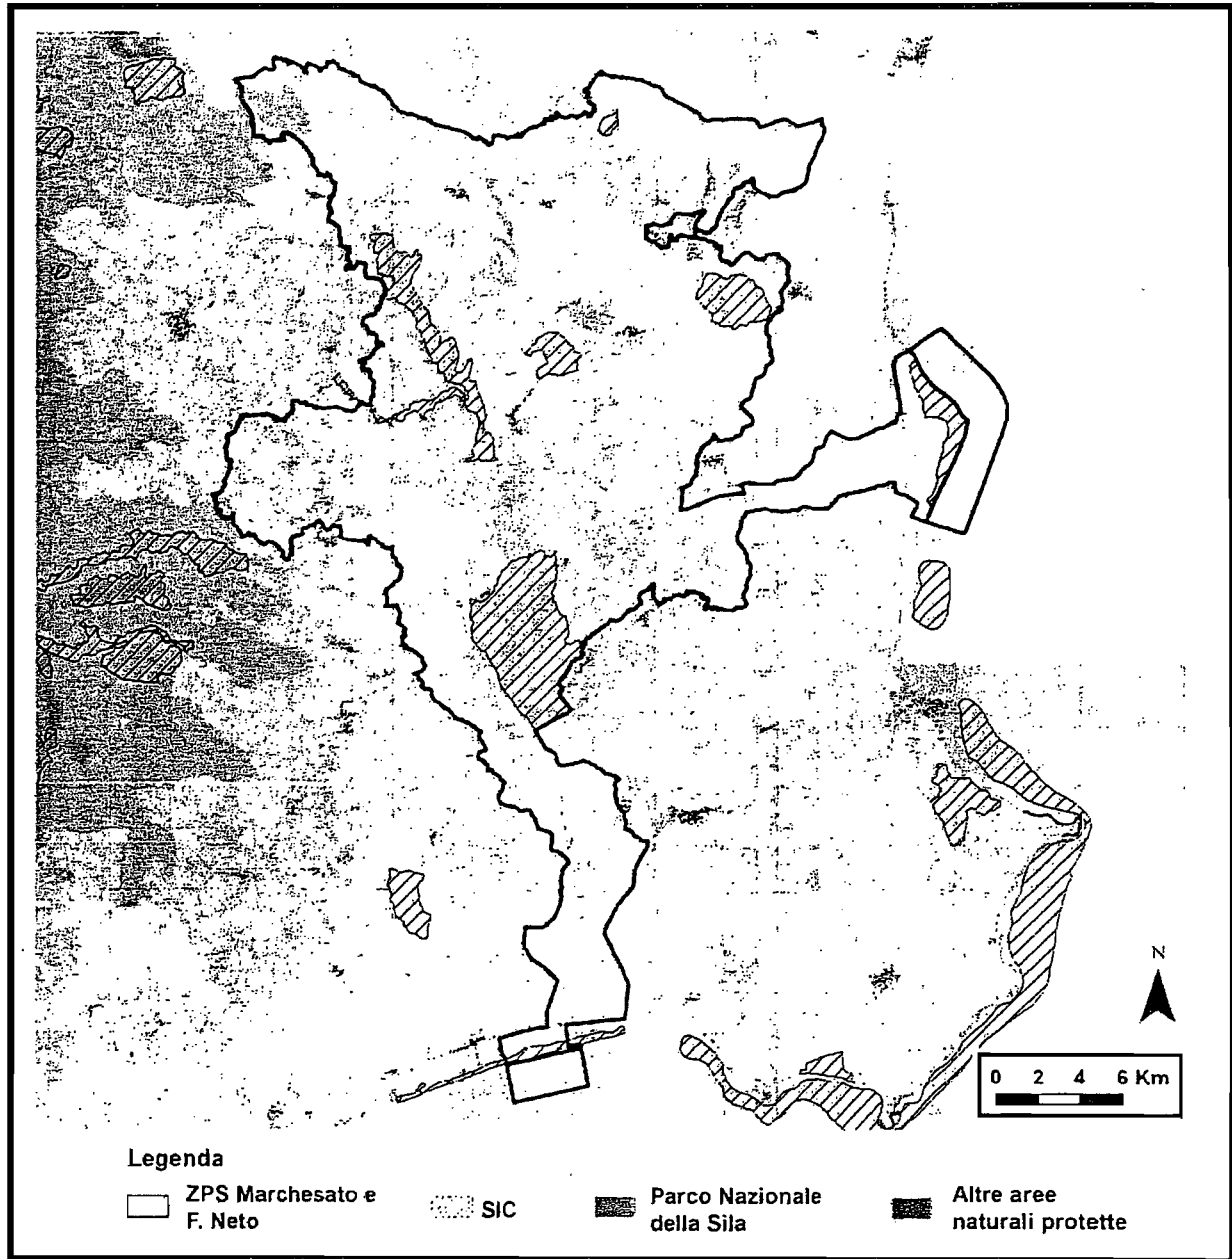 N
0 2 4 6 Km
Legenda
ZPS Marchesato e
F. Neto
SIC
Parco Nazionale
della Sila
Altre aree
naturali protette